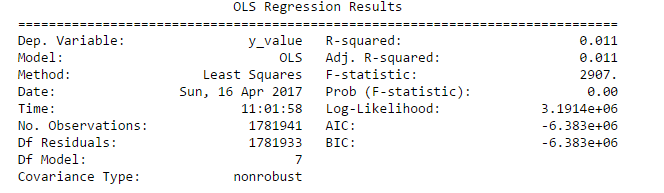 OLS Regression Results
==============================================================================
Dep. Variable:                y_value   R-squared:                       0.011
Model:                            OLS   Adj. R-squared:                  0.011
Method:                 Least Squares   F-statistic:                     2907.
Date:                Sun, 16 Apr 2017   Prob (F-statistic):               0.00
Time:                        11:01:58   Log-Likelihood:             3.1914e+06
No. Observations:             1781941   AIC:                        -6.383e+06
Df Residuals:                 1781933   BIC:                        -6.383e+06
Df Model:                           7
Covariance Type:            nonrobust